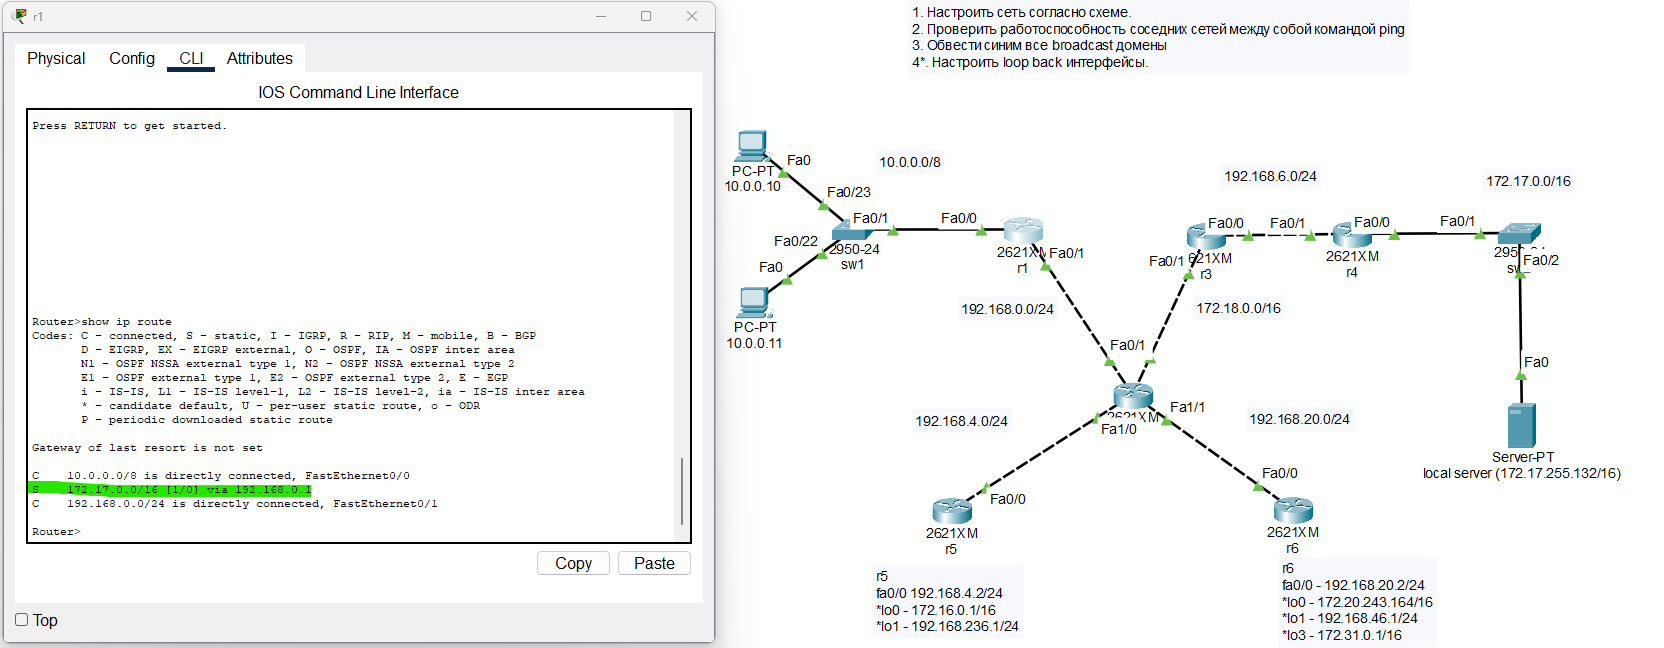 r1
Physical Config CLI Attributes
IOS Command Line Interface
Press RETURN to get started.
Router>show ip route
Codes: C - connected, S - static, I - IGRP, R - RIP, M - mobile, B - BGP
D - EIGRP, EX - EIGRP external, O - OSPF, IA - OSPF inter area
N1 - OSPF NSSA external type 1, N2 - OSPF NSSA external type 2
E1 - OSPF external type 1, E2 - OSPF external type 2, E - EGP
i - IS-IS, L1 - IS-IS level-1, L2 - IS-IS level-2, ia - IS-IS inter area
* - candidate default, U - per-user static route, o - ODR
P - periodic downloaded static route
Gateway of last resort is not set
C 10.0.0.0/8 is directly connected, FastEthernet0/0
S 172.17.0.0/16 [1/0] via 192.168.0.1
C 192.168.0.0/24 is directly connected, FastEthernet0/1
Router>
Copy Paste
Top
1. Настроить сеть согласно схеме.
2. Проверить работоспособность соседних сетей между собой командой ping
3. Обвести синим все broadcast домены
4*. Настроить loop back интерфейсы.
Fa0
PC-PT
10.0.0.10
Fa0/23
10.0.0.0/8
Fa0/1
Fa0/0
Fa0/22
2950-24
sw1
Fa0
PC-PT
10.0.0.11
2621XM
r1
Fa0/1
192.168.0.0/24
192.168.6.0/24
172.17.0.0/16
Fa0/0
Fa0/1
Fa0/0
Fa0/1
Fa0/1
621XM
r3
2621XM
r4
Fa0/2
172.18.0.0/16
Fa0/1
2621XM
Fa1/0
Fa1/1
192.168.4.0/24
192.168.20.0/24
Fa0
Server-PT
local server (172.17.255.132/16)
Fa0/0
Fa0/0
2621XM
r5
2621XM
r6
r5
fa0/0 192.168.4.2/24
*lo0 - 172.16.0.1/16
*lo1 - 192.168.236.1/24
r6
fa0/0 - 192.168.20.2/24
*lo0 - 172.20.243.164/16
*lo1 - 192.168.46.1/24
*lo3 - 172.31.0.1/16